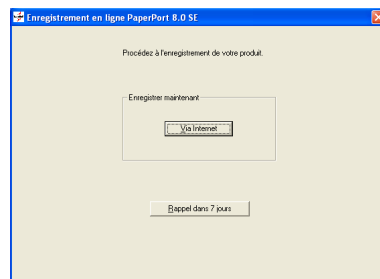 Enregistrement en ligne PaperPort 8.0 SE
Procédez à l'enregistrement de votre produit.
Enregistrer maintenant
Via Internet
Rappel dans 7 jours